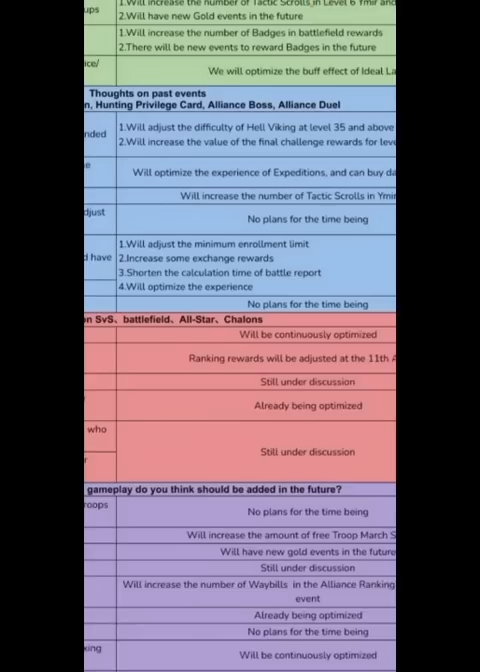 ups
1.Will increase the number of Tactic Scrolls in Level 6 Ymir and
2.Will have new Gold events in the future
1.Will increase the number of Badges in battlefield rewards
2.There will be new events to reward Badges in the future
ice/
We will optimize the buff effect of Ideal La
Thoughts on past events
n, Hunting Privilege Card, Alliance Boss, Alliance Duel
nded
1.Will adjust the difficulty of Hell Viking at level 35 and above
2.Will increase the value of the final challenge rewards for leve
e
Will optimize the experience of Expeditions, and can buy da
Will increase the number of Tactic Scrolls in Ymir
djust
No plans for the time being
1.Will adjust the minimum enrollment limit
d have
2.Increase some exchange rewards
3.Shorten the calculation time of battle report
4.Will optimize the experience
No plans for the time being
n SvS、battlefield、All-Star、Chalons
Will be continuously optimized
Ranking rewards will be adjusted at the 11th A
Still under discussion
Already being optimized
who
r
Still under discussion
gameplay do you think should be added in the future?
roops
No plans for the time being
Will increase the amount of free Troop March S
Will have new gold events in the future
Still under discussion
Will increase the number of Waybills in the Alliance Ranking
event
Already being optimized
No plans for the time being
xing
Will be continuously optimized